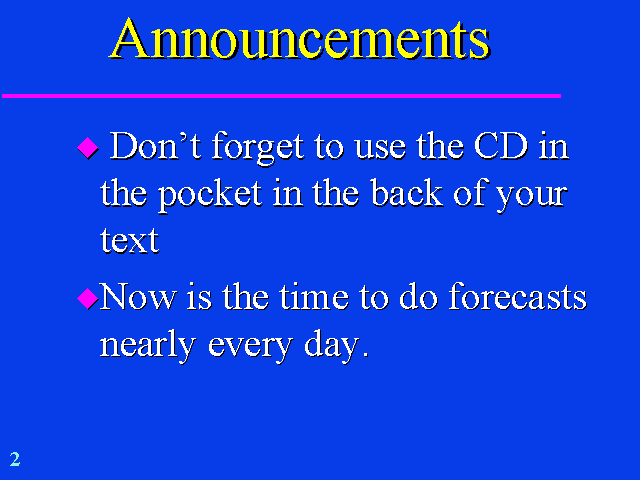 Announcements
Don’t forget to use the CD in
the pocket in the back of your
text
Now is the time to do forecasts
nearly every day.
2